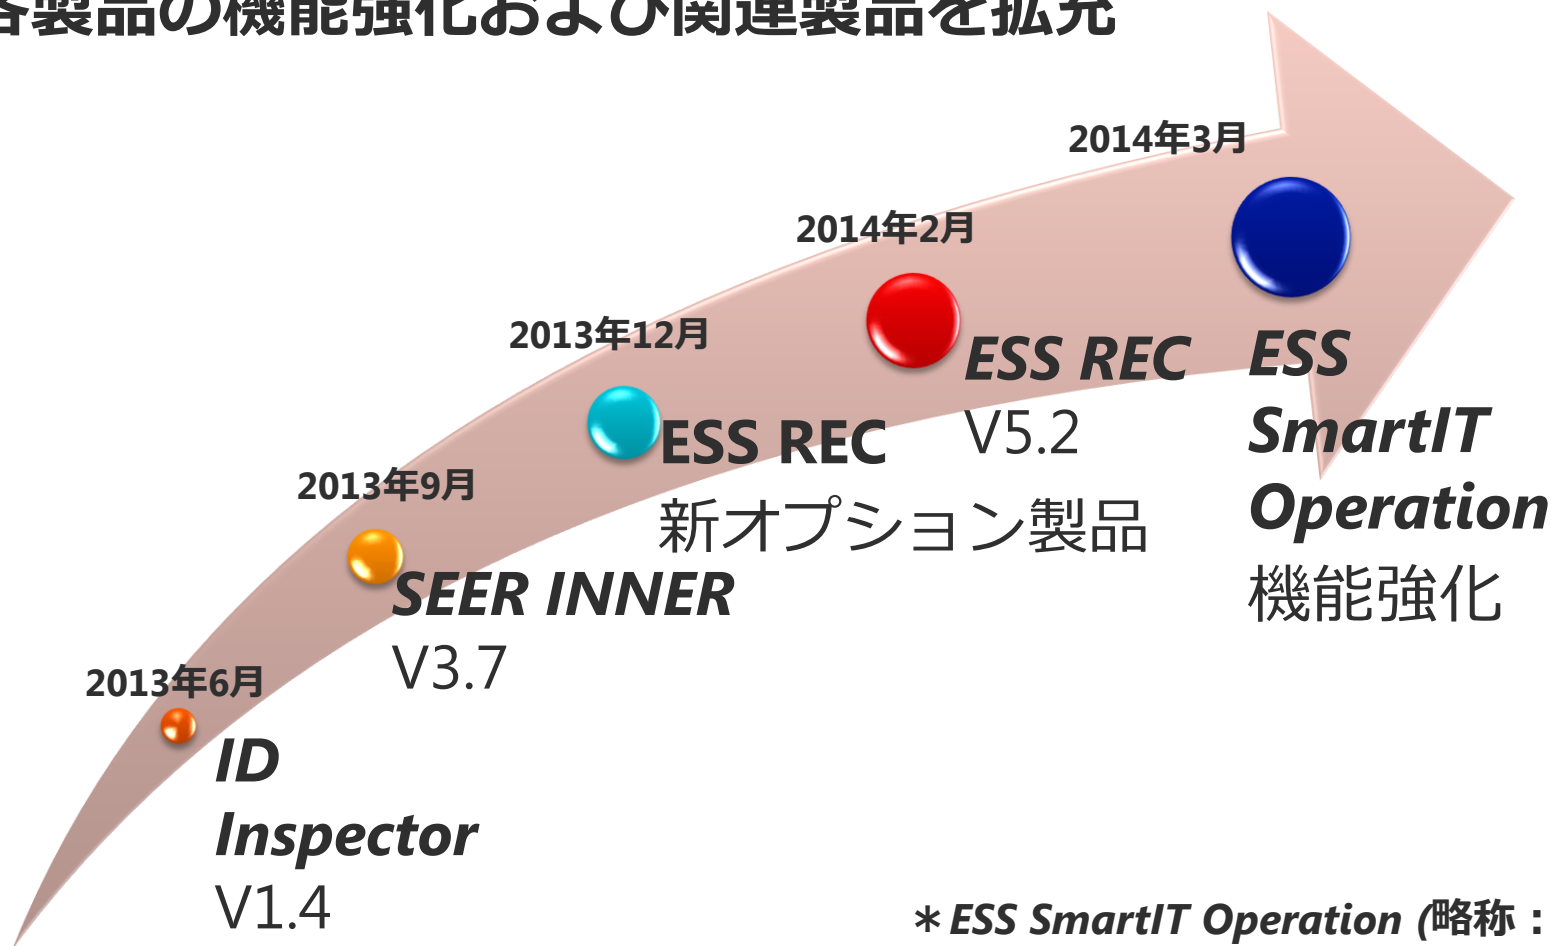 各製品の機能強化および関連製品を拡充
2014年3月
2014年2月
2013年12月
2013年9月
2013年6月
ID
Inspector
V1.4
SEER INNER
V3.7
ESS REC
新オプション製品
ESS REC
V5.2
ESS
SmartIT
Operation
機能強化
＊ESS SmartIT Operation (略称：